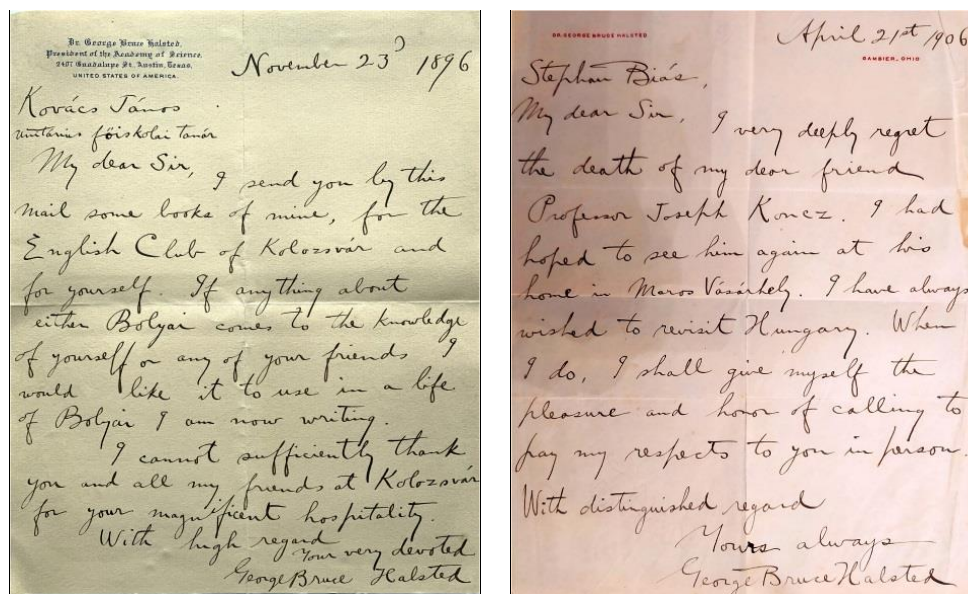 Dr. George Bruce Halsted,
President of the Academy of Science,
2407 Guadalupe St., Austin, Texas,
UNITED STATES OF AMERICA.
November 23d 1896
Kovács János
unitárius főiskolai tanár
My dear Sir,
I send you by this
mail some books of mine, for the
English Club of Kolozsvár and
for yourself. If anything about
either Bolyai comes to the knowledge
of yourself or any of your friends I
would like it to use in a life
of Bolyai I am now writing.
I cannot sufficiently thank
you and all my friends at Kolozsvár
for your magnificent hospitality.
With high regard
Your very devoted
George Bruce Halsted
DR. GEORGE BRUCE HALSTED
April 21st 1906
GAMBIER, OHIO
Stephan Biás,
My dear Sir,
I very deeply regret
the death of my dear friend
Professor Joseph Koncz. I had
hoped to see him again at his
home in Maros Vásárhely. I have always
wished to revisit Hungary. When
I do, I shall give myself the
pleasure and honor of calling to
pay my respects to you in person.
With distinguished regard
Yours always
George Bruce Halsted